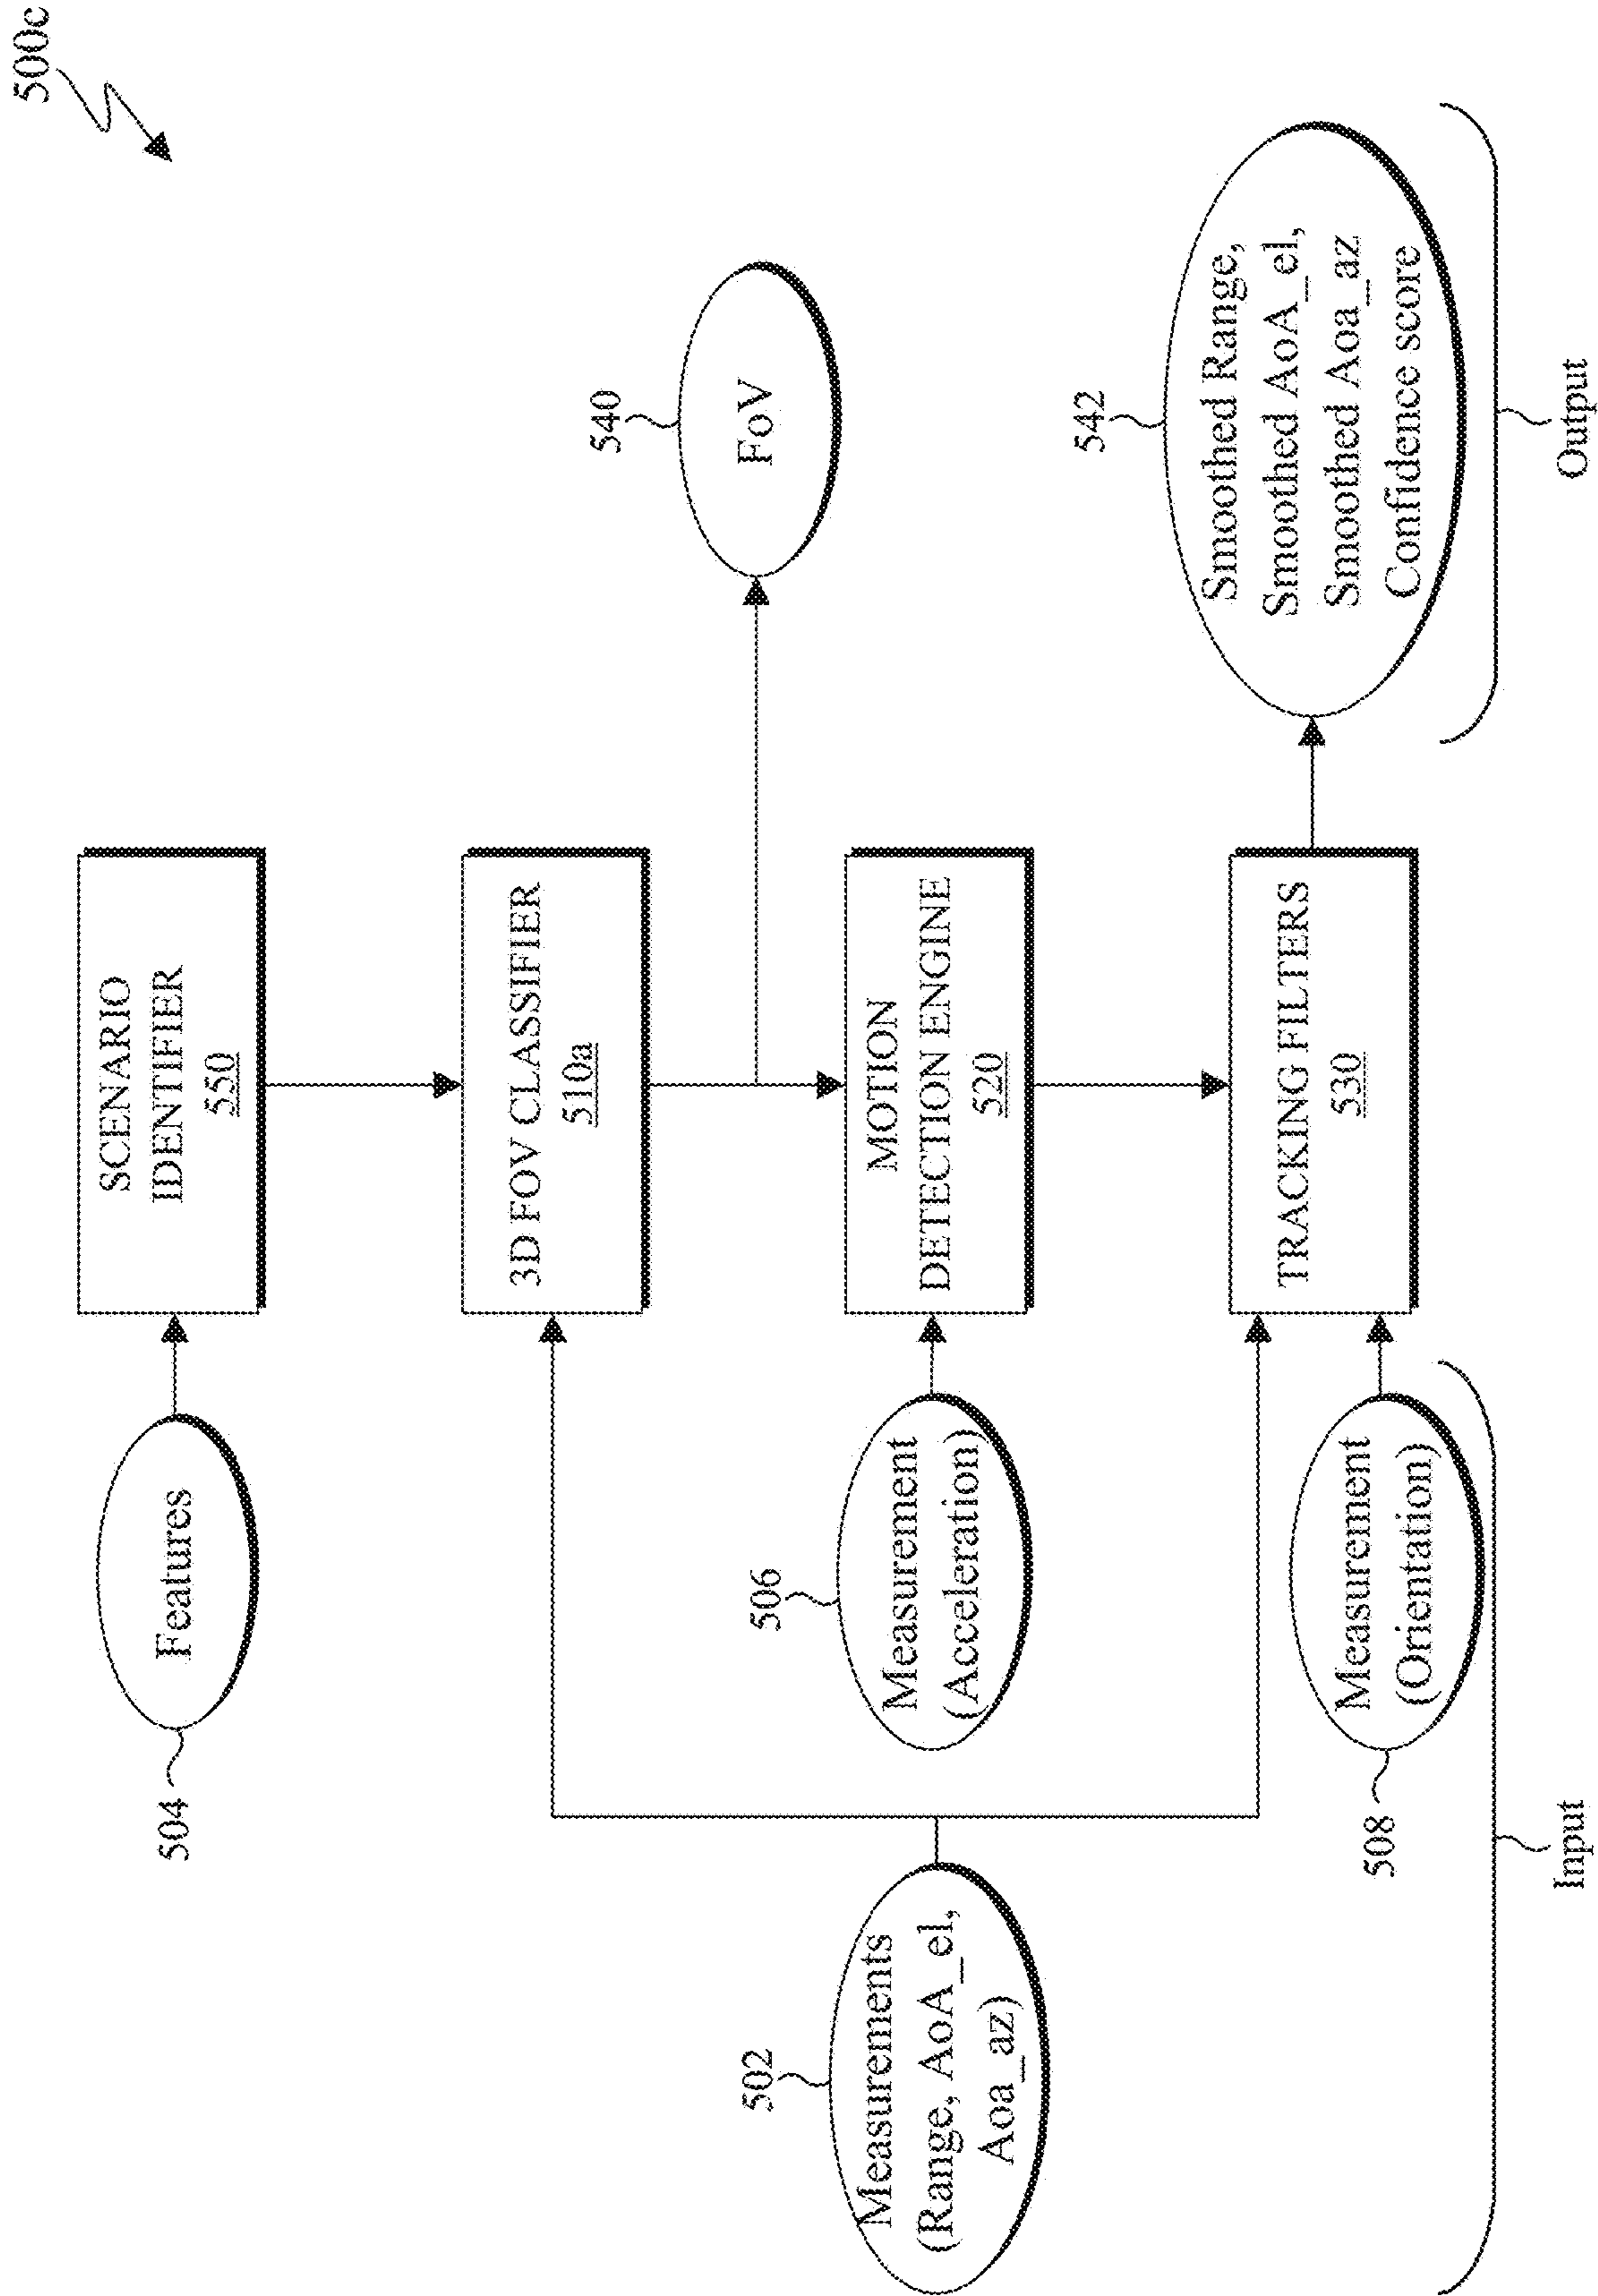 500c
504
Features
SCENARIO
IDENTIFIER
550
3D FOV CLASSIFIER
510a
540
FoV
502
Measurements
(Range, AoA_el,
Aoa_az)
506
Measurement
(Acceleration)
MOTION
DETECTION ENGINE
520
508
Measurement
(Orientation)
TRACKING FILTERS
530
542
Smoothed Range,
Smoothed AoA_el,
Smoothed Aoa_az
Confidence score
Input
Output